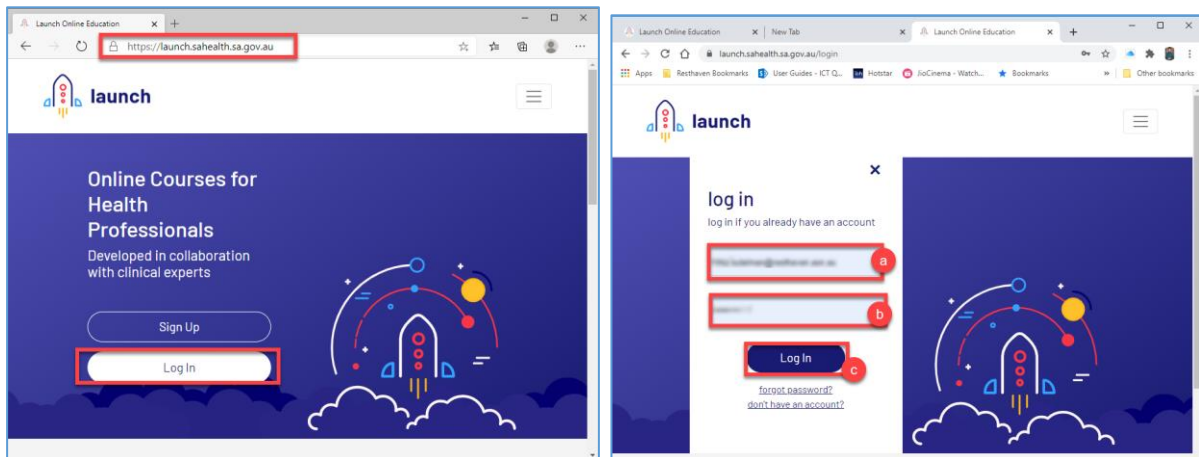 Launch Online Education
https://launch.sahealth.sa.gov.au
launch
Online Courses for
Health
Professionals
Developed in collaboration
with clinical experts
Sign Up
Log In
Launch Online Education
New Tab
Launch Online Education
launch.sahealth.sa.gov.au/login
Apps
Resthaven Bookmarks
User Guides - ICT Q...
Hotstar
JioCinema - Watch...
Bookmarks
Other bookmarks
launch
log in
log in if you already have an account
a
b
Log In
c
forgot password?
don't have an account?